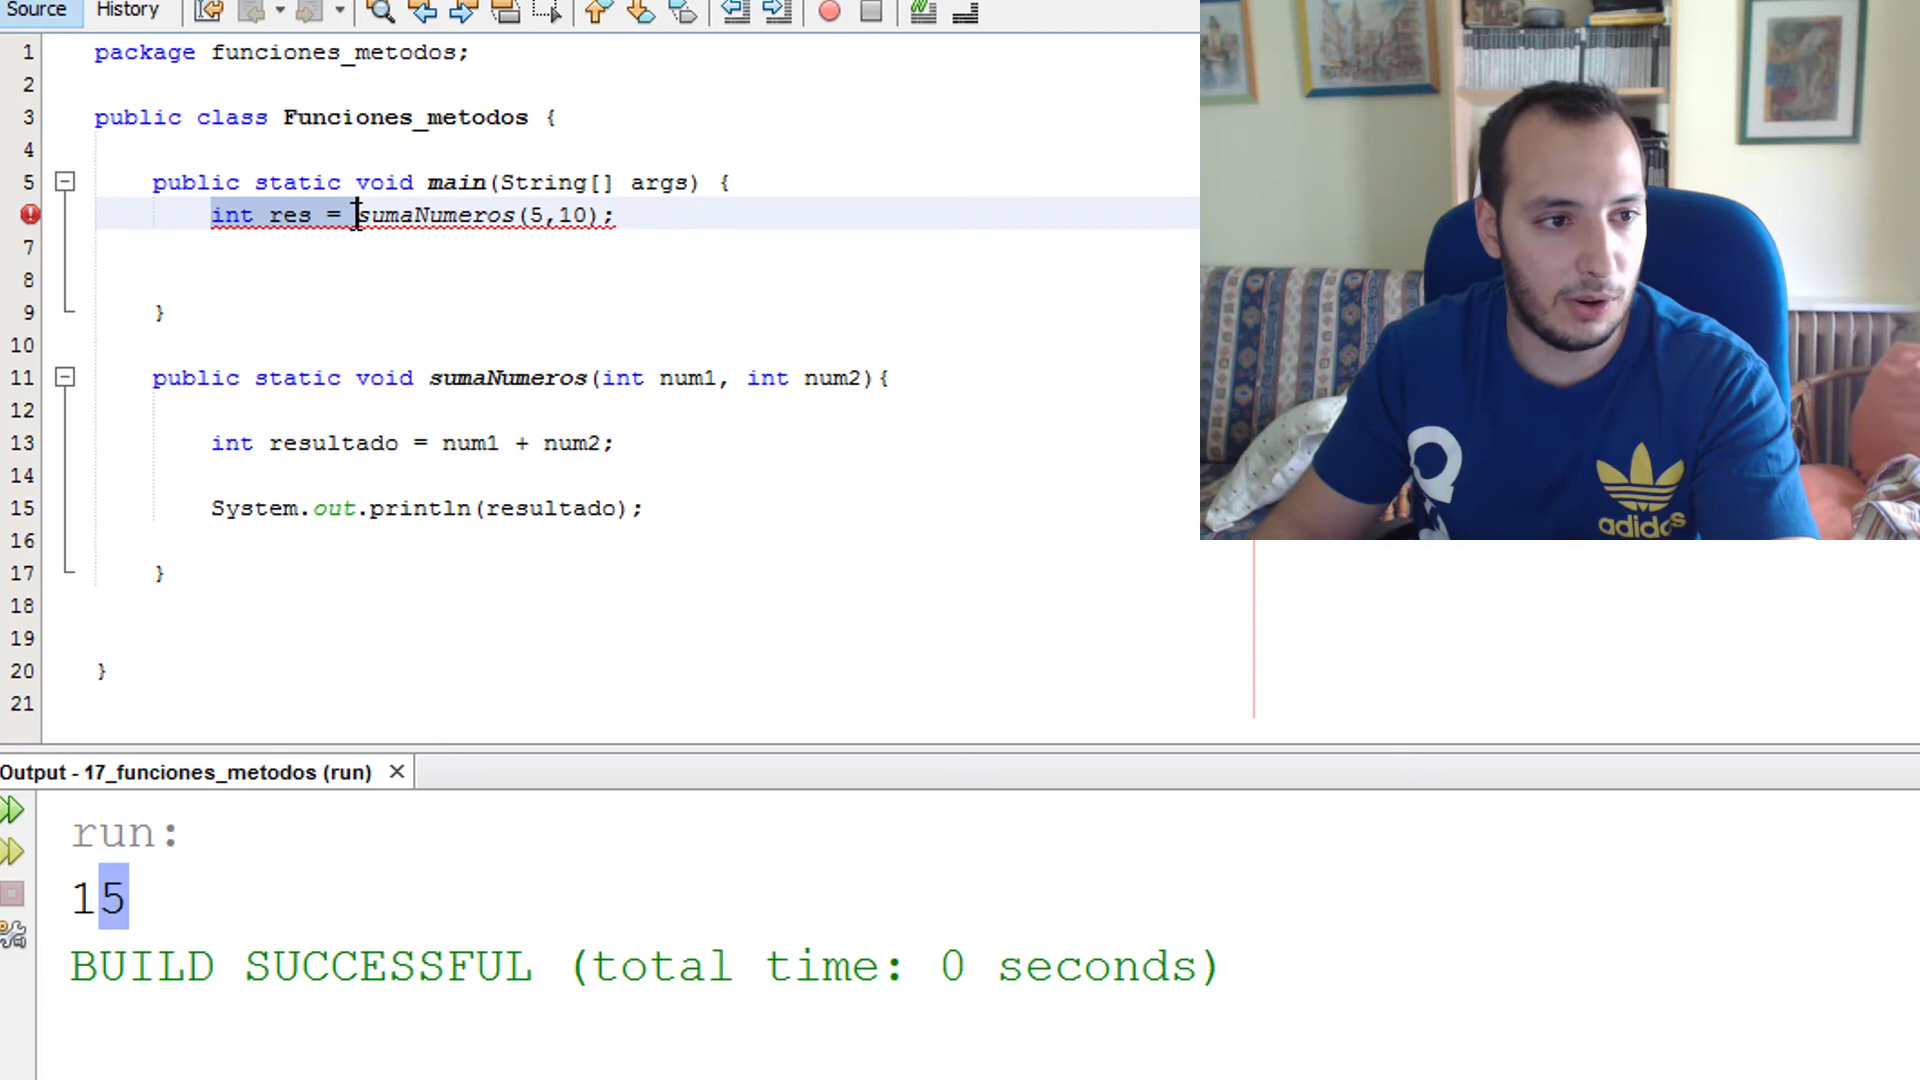 Source History
1 package funciones_metodos;
2
3 public class Funciones_metodos {
4
5 public static void main(String[] args) {
int res = sumaNumeros(5,10);
7
8
9 }
10
11 public static void sumaNumeros(int num1, int num2){
12
13 int resultado = num1 + num2;
14
15 System.out.println(resultado);
16
17 }
18
19
20 }
21
adidas
Output - 17_funciones_metodos (run)
run:
15
BUILD SUCCESSFUL (total time: 0 seconds)